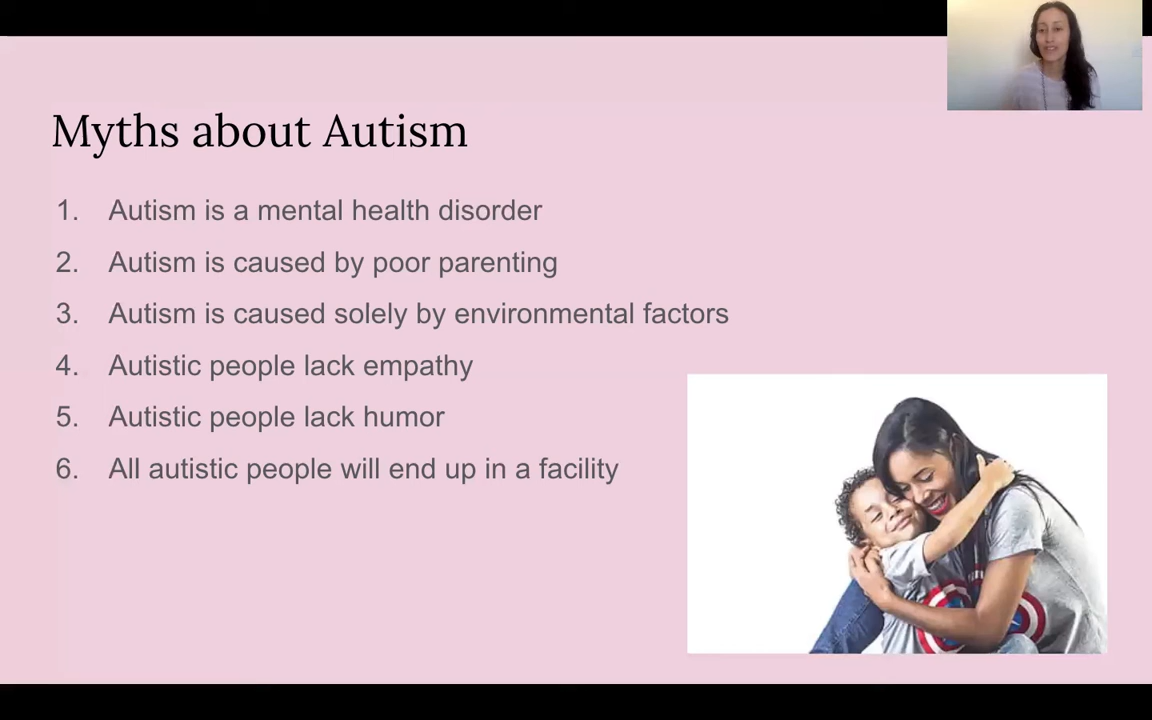 Myths about Autism
1. Autism is a mental health disorder
2. Autism is caused by poor parenting
3. Autism is caused solely by environmental factors
4. Autistic people lack empathy
5. Autistic people lack humor
6. All autistic people will end up in a facility